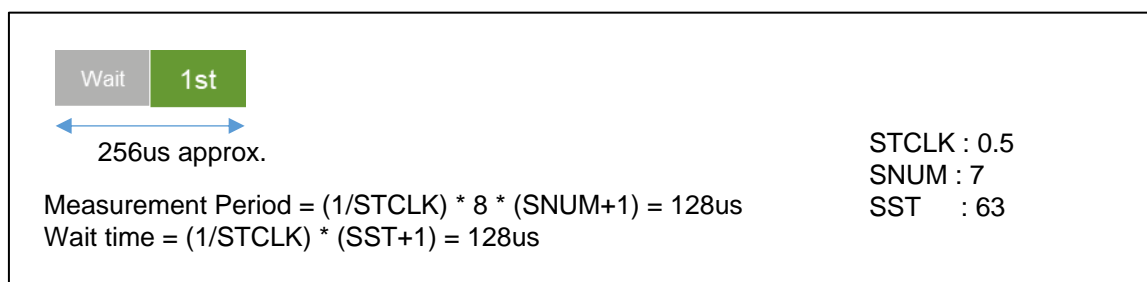 Wait 1st
256us approx.
Measurement Period = (1/STCLK) * 8 * (SNUM+1) = 128us
Wait time = (1/STCLK) * (SST+1) = 128us
STCLK : 0.5
SNUM : 7
SST : 63